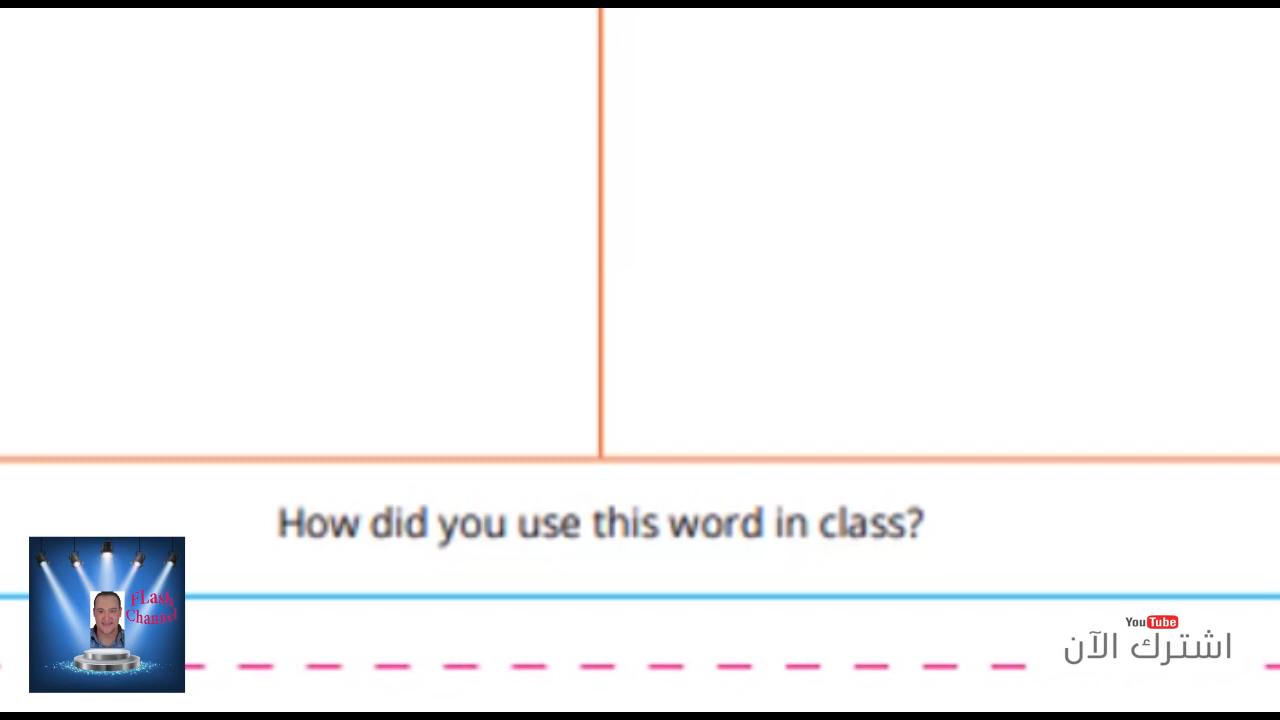 How did you use this word in class?
FLash
Channel
YouTube
اشترك الآن